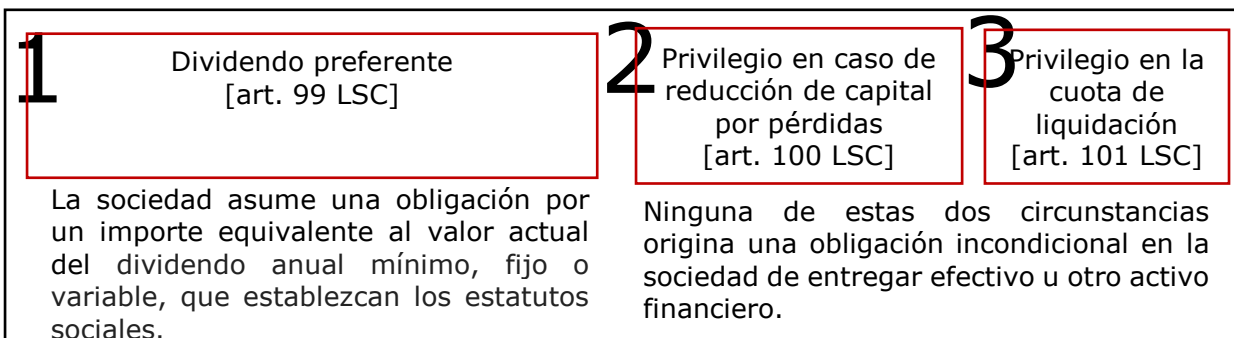 1
Dividendo preferente
[art. 99 LSC]
La sociedad asume una obligación por
un importe equivalente al valor actual
del dividendo anual mínimo, fijo o
variable, que establezcan los estatutos
sociales.
2
Privilegio en caso de
reducción de capital
por pérdidas
[art. 100 LSC]
3
Privilegio en la
cuota de
liquidación
[art. 101 LSC]
Ninguna de estas dos circunstancias
origina una obligación incondicional en la
sociedad de entregar efectivo u otro activo
financiero.